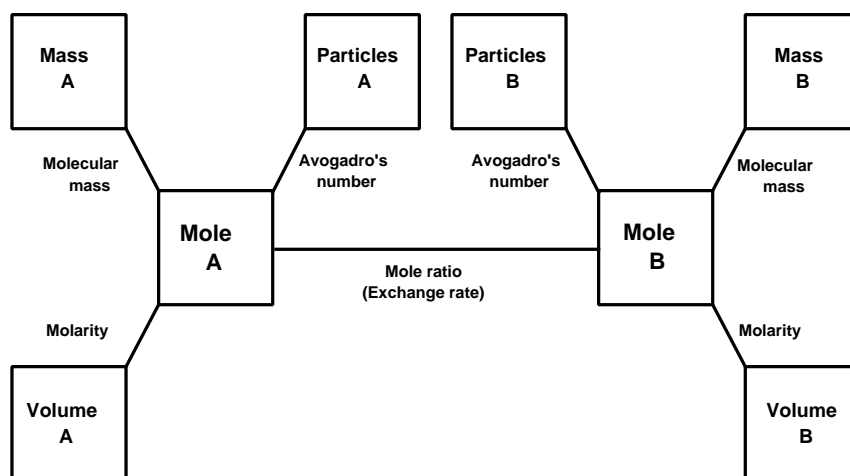 Mass
A
Particles
A
Particles
B
Mass
B
Molecular
mass
Avogadro's
number
Avogadro's
number
Molecular
mass
Mole
A
Mole
B
Mole ratio
(Exchange rate)
Molarity
Molarity
Volume
A
Volume
B